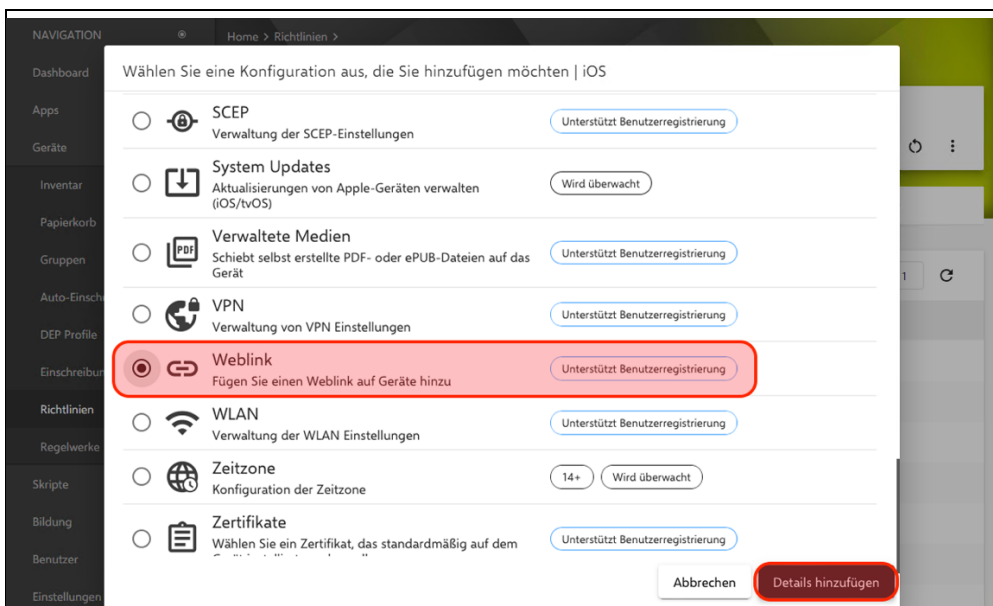 NAVIGATION
Home > Richtlinien >
Dashboard
Apps
Geräte
Inventar
Papierkorb
Gruppen
Auto-Einsch
DEP Profile
Einschreibun
Richtlinien
Regelwerke
Skripte
Bildung
Benutzer
Einstellungen
Wählen Sie eine Konfiguration aus, die Sie hinzufügen möchten | iOS
SCEP
Verwaltung der SCEP-Einstellungen
Unterstützt Benutzerregistrierung
System Updates
Aktualisierungen von Apple-Geräten verwalten
(iOS/tvOS)
Wird überwacht
PDF
Verwaltete Medien
Schiebt selbst erstellte PDF- oder ePUB-Dateien auf das
Gerät
Unterstützt Benutzerregistrierung
VPN
Verwaltung von VPN Einstellungen
Unterstützt Benutzerregistrierung
Weblink
Fügen Sie einen Weblink auf Geräte hinzu
Unterstützt Benutzerregistrierung
WLAN
Verwaltung der WLAN Einstellungen
Unterstützt Benutzerregistrierung
Zeitzone
Konfiguration der Zeitzone
14+
Wird überwacht
Zertifikate
Wählen Sie ein Zertifikat, das standardmäßig auf dem
Unterstützt Benutzerregistrierung
Abbrechen
Details hinzufügen
1